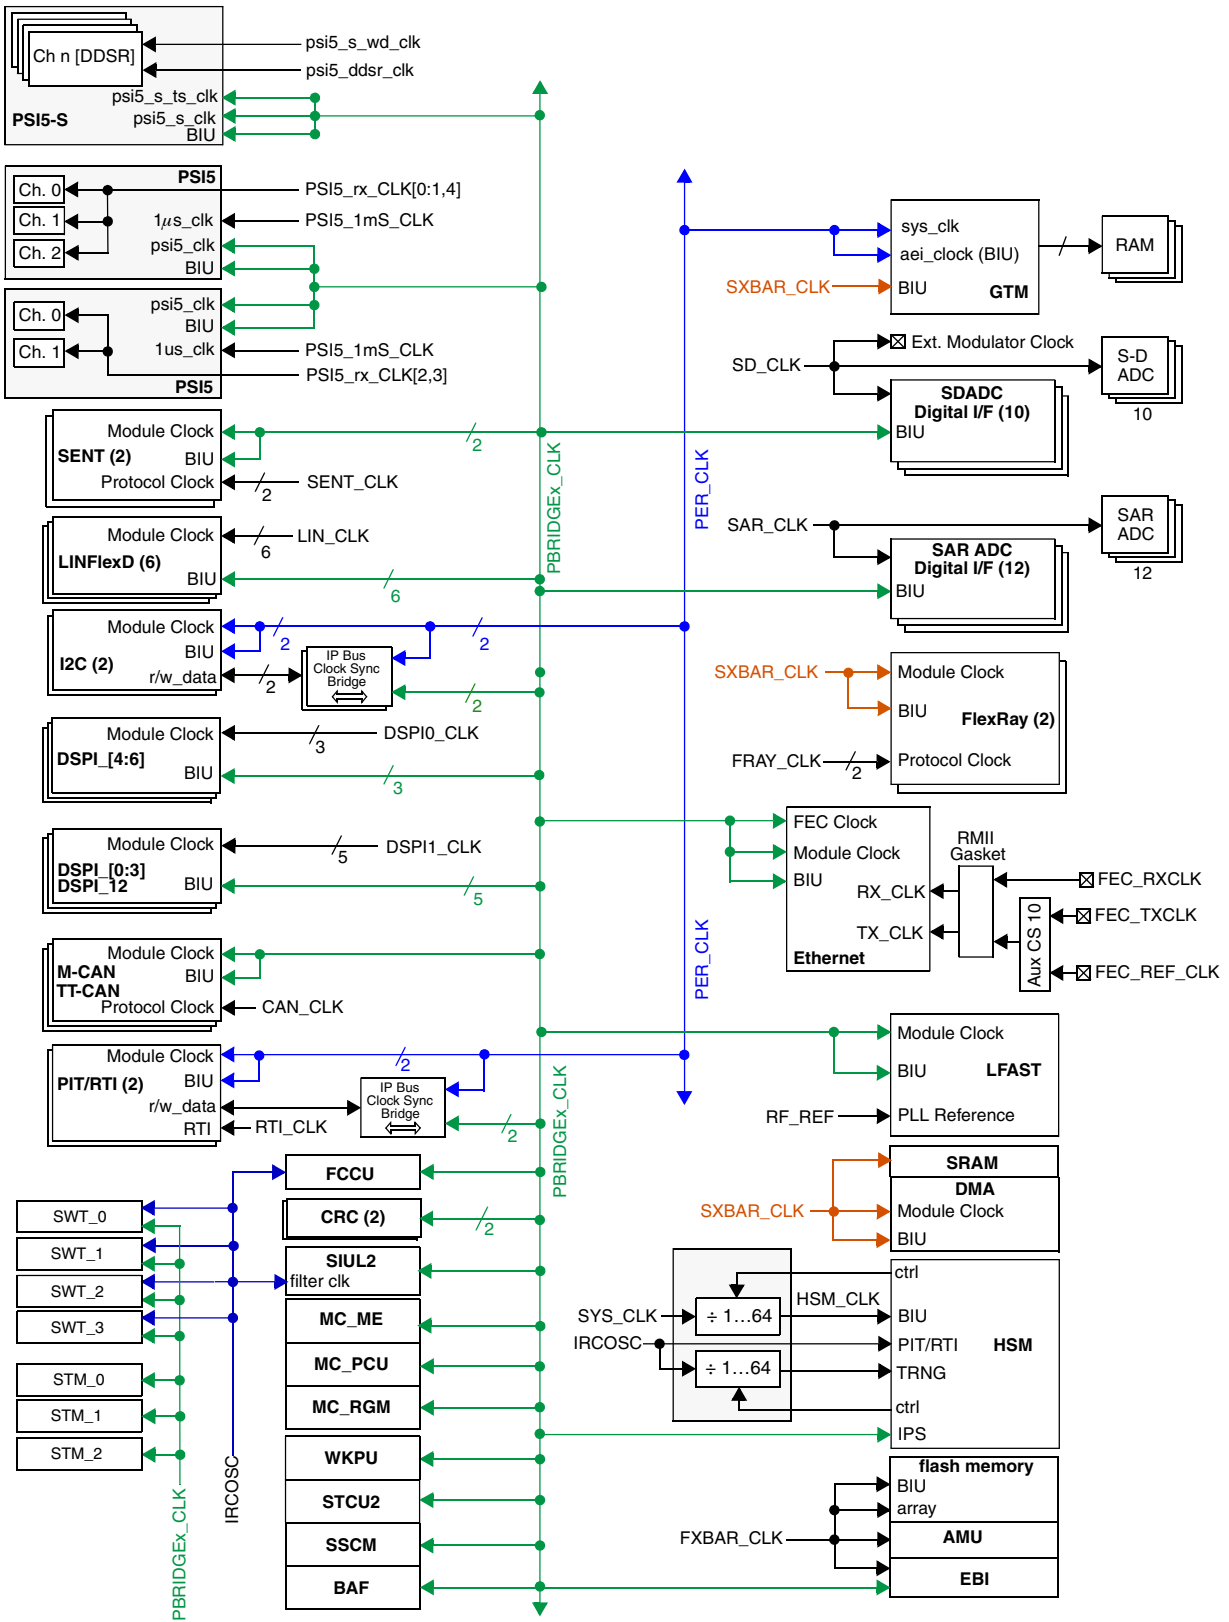 Ch n [DDSR]
psi5_s_wd_clk
psi5_ddsr_clk
psi5_s_ts_clk
PSI5-S
psi5_s_clk
BIU
PSI5
Ch. 0
PSI5_rx_CLK[0:1,4]
Ch. 1
1μs_clk
PSI5_1mS_CLK
Ch. 2
psi5_clk
BIU
psi5_clk
Ch. 0
BIU
Ch. 1
1us_clk
PSI5_1mS_CLK
PSI5_rx_CLK[2,3]
PSI5
Module Clock
SENT (2)
BIU
2
Protocol Clock
2
SENT_CLK
Module Clock
6
LIN_CLK
LINFlexD (6)
BIU
6
Module Clock
2
2
I2C (2)
BIU
r/w_data
2
IP Bus
Clock Sync
Bridge
2
Module Clock
3
DSPI0_CLK
DSPI_[4:6]
BIU
3
Module Clock
5
DSPI1_CLK
DSPI_[0:3]
DSPI_12
BIU
5
Module Clock
M-CAN
BIU
TT-CAN
Protocol Clock
CAN_CLK
Module Clock
2
PIT/RTI (2)
BIU
r/w_data
RTI
RTI_CLK
IP Bus
Clock Sync
Bridge
2
PBRIDGEx_CLK
PBRIDGEx_CLK
PER_CLK
PER_CLK
sys_clk
aei_clock (BIU)
SXBAR_CLK
BIU
GTM
RAM
Ext. Modulator Clock
SD_CLK
S-D
ADC
10
SDADC
Digital I/F (10)
BIU
SAR_CLK
SAR
ADC
12
SAR ADC
Digital I/F (12)
BIU
SXBAR_CLK
Module Clock
BIU
FlexRay (2)
FRAY_CLK
2
Protocol Clock
FEC Clock
Module Clock
BIU
RX_CLK
TX_CLK
Ethernet
RMII
Gasket
Aux CS 10
FEC_RXCLK
FEC_TXCLK
FEC_REF_CLK
Module Clock
BIU
LFAST
RF_REF
PLL Reference
SRAM
DMA
SXBAR_CLK
Module Clock
BIU
FCCU
SWT_0
CRC (2)
2
SWT_1
SIUL2
filter clk
SWT_2
SWT_3
MC_ME
STM_0
MC_PCU
STM_1
MC_RGM
STM_2
WKPU
STCU2
SSCM
BAF
PBRIDGEx_CLK
IRCOSC
ctrl
SYS_CLK
÷ 1...64
HSM_CLK
BIU
IRCOSC
PIT/RTI
HSM
÷ 1...64
TRNG
ctrl
IPS
flash memory
BIU
array
FXBAR_CLK
AMU
EBI